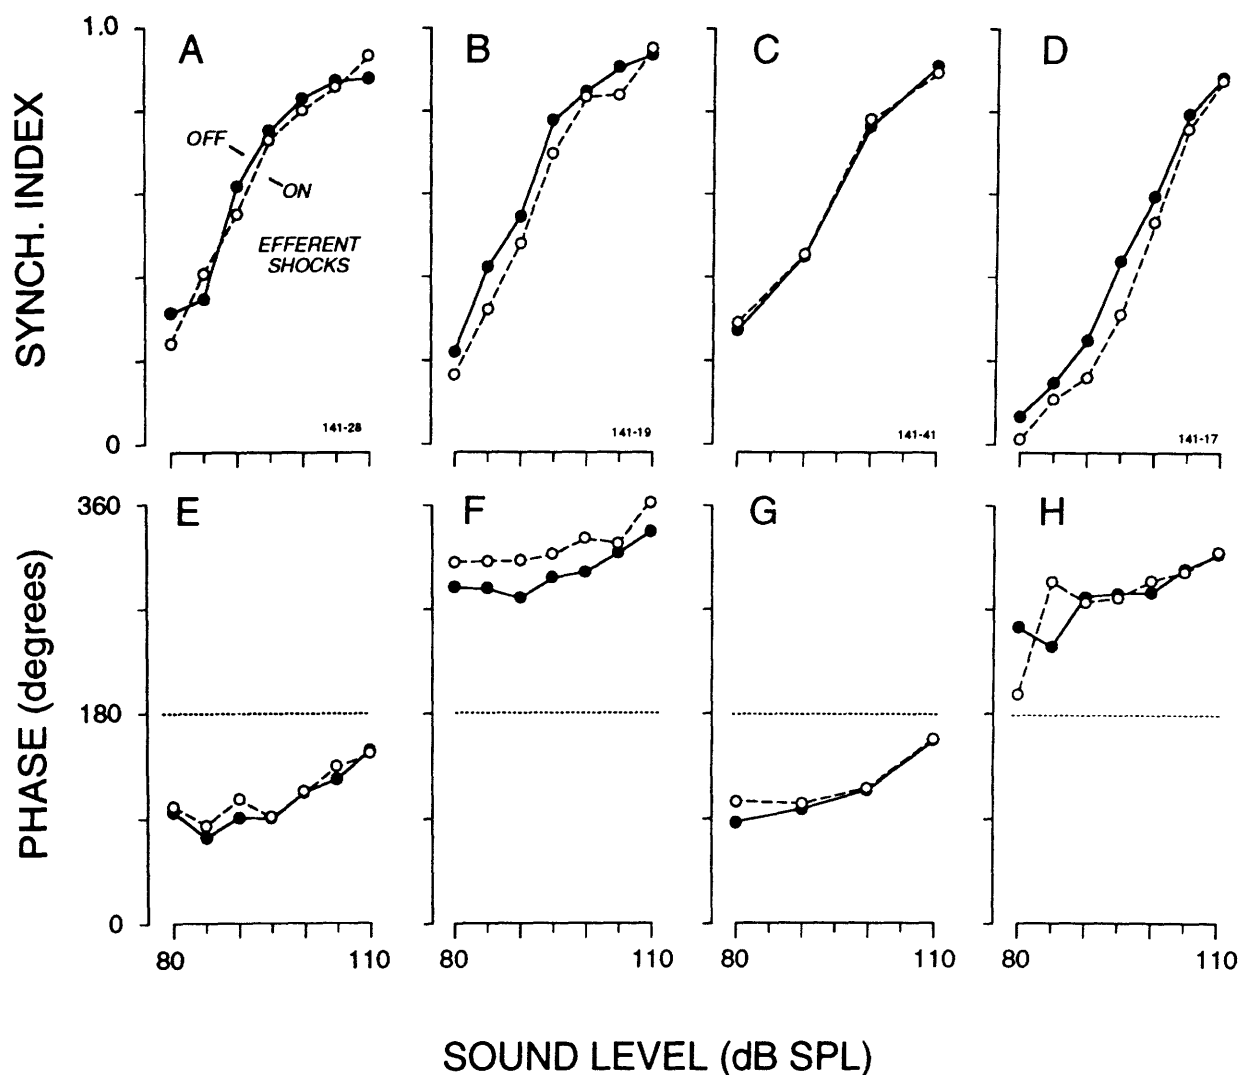 SYNCH. INDEX
1.0
0
A
OFF
ON
EFFERENT
SHOCKS
141-28
B
141-19
C
141-41
D
141-17
PHASE (degrees)
360
180
0
E
F
G
H
80 110
80 110
80 110
80 110
SOUND LEVEL (dB SPL)